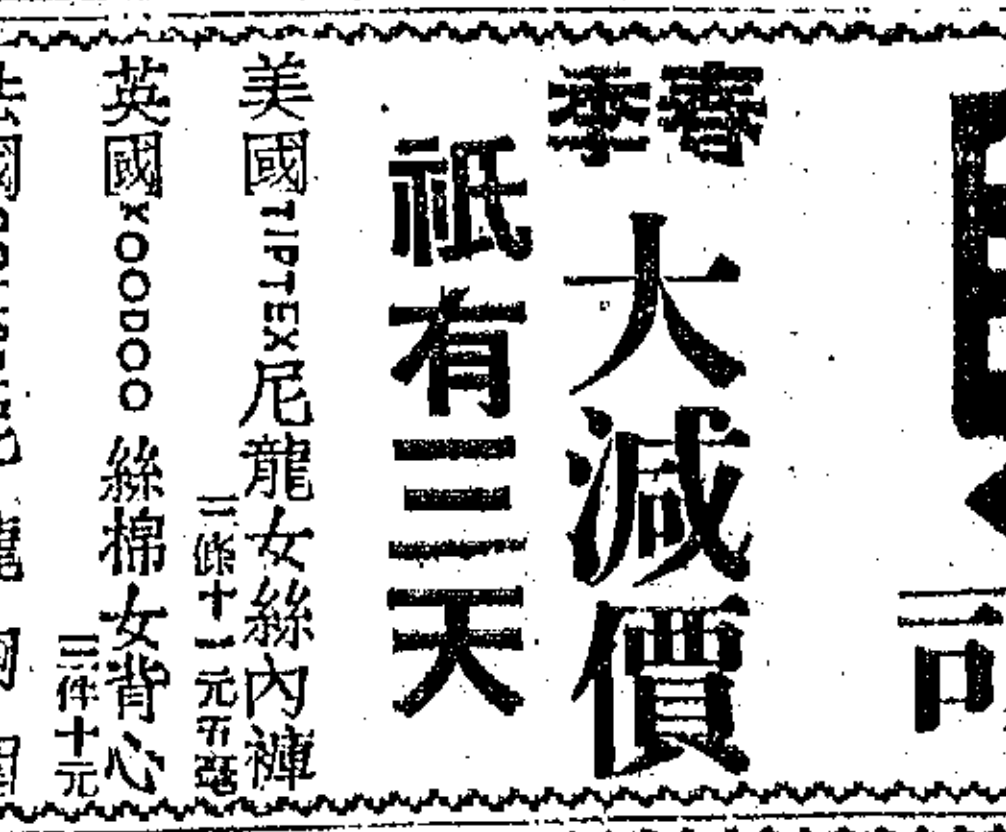 司
春季
大減價
祇有三天
美國TIPTEX尼龍女絲內褲
三條十一元五毫
英國XOODOO絲棉女背心
三件十元